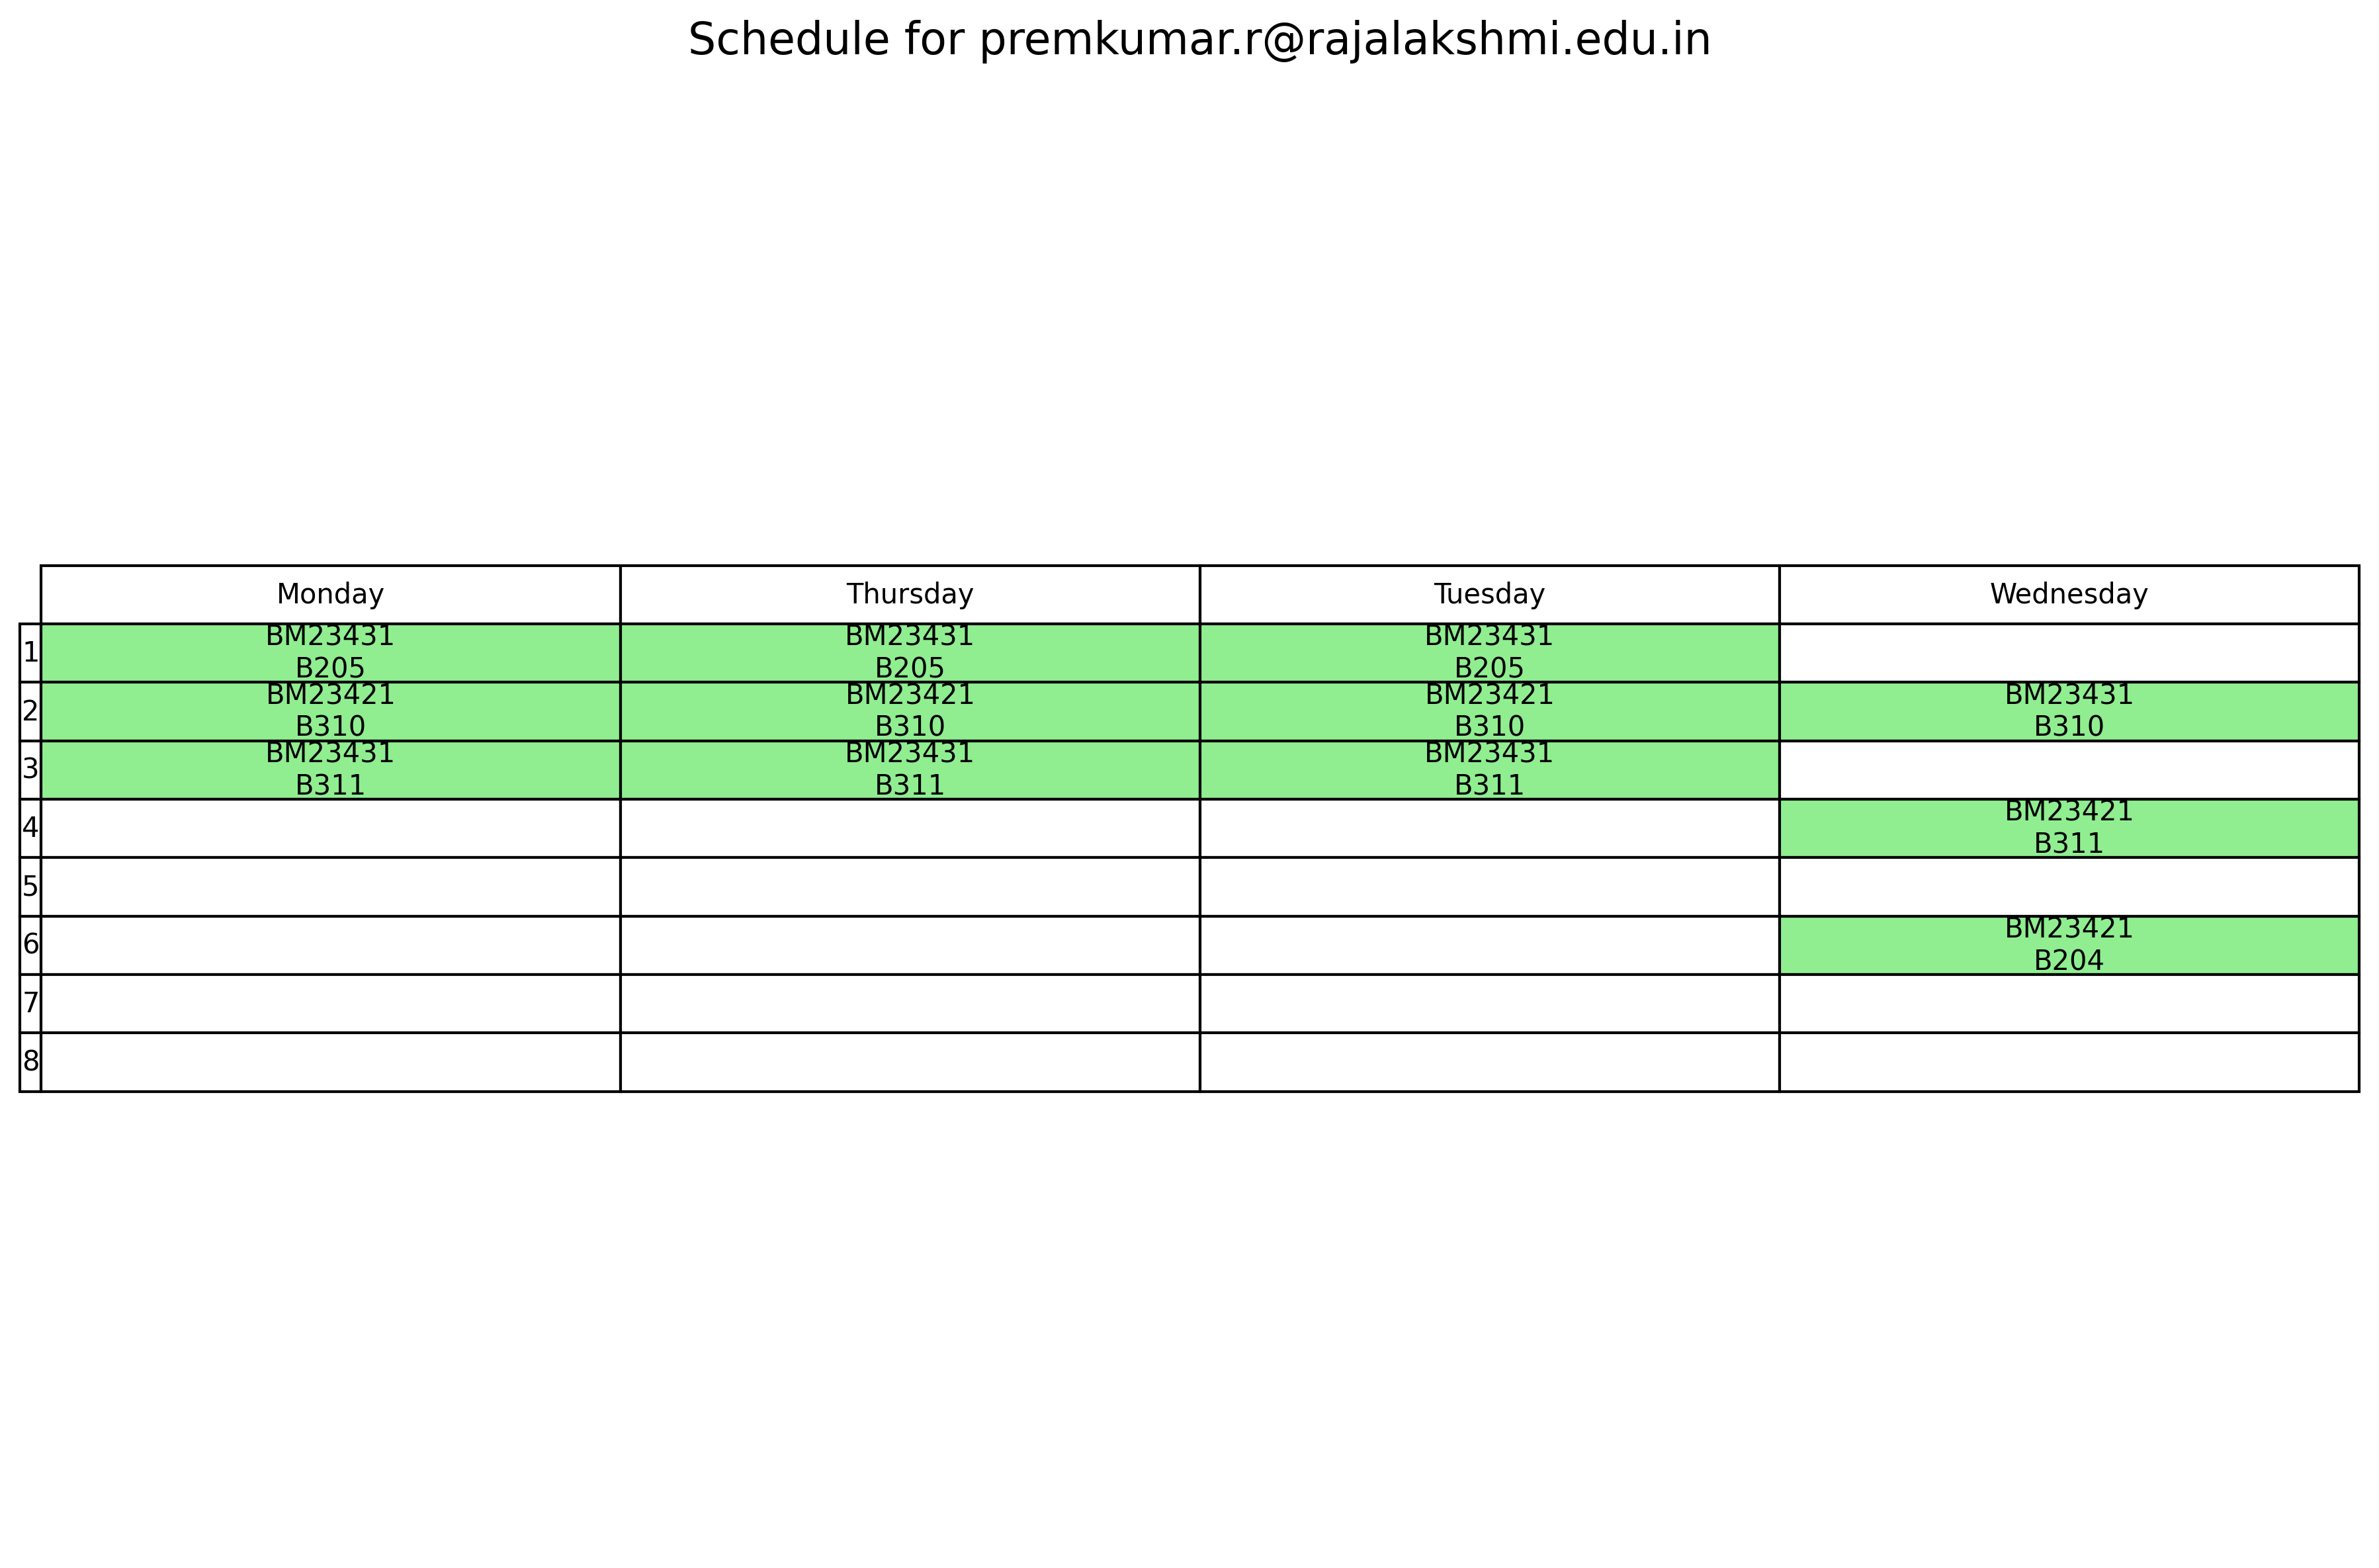 Schedule for premkumar.r@rajalakshmi.edu.in
Monday Thursday Tuesday Wednesday
1 BM23431 BM23431 BM23431
B205 B205 B205
2 BM23421 BM23421 BM23421 BM23431
B310 B310 B310 B310
3 BM23431 BM23431 BM23431
B311 B311 B311
4 BM23421
B311
5
6 BM23421
B204
7
8